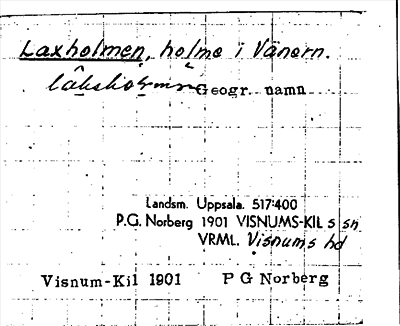 Laxholmen, holme i Vänern.
Geogr. namn
Landsm. Uppsala. 517:400
P.G. Norberg 1901 VISNUMS-KIL s sn
VRML. Visnums hd
Visnum-Kil 1901 P G Norberg